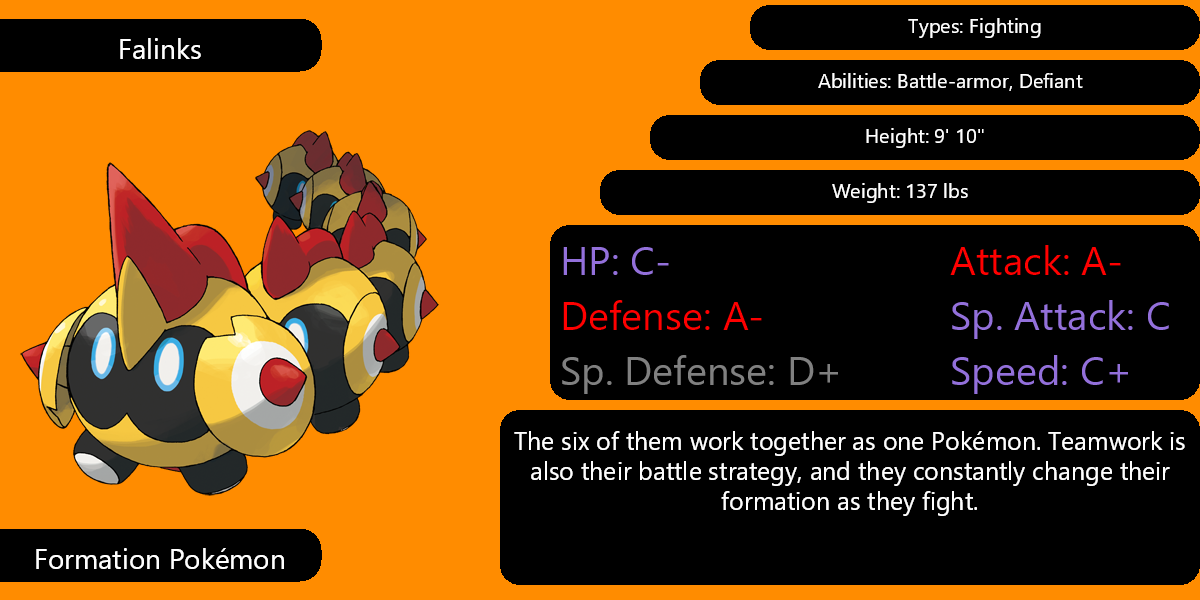 Falinks
Types: Fighting
Abilities: Battle-armor, Defiant
Height: 9' 10"
Weight: 137 lbs
HP: C-
Attack: A-
Defense: A-
Sp. Attack: C
Sp. Defense: D+
Speed: C+
The six of them work together as one Pokémon. Teamwork is
also their battle strategy, and they constantly change their
formation as they fight.
Formation Pokémon